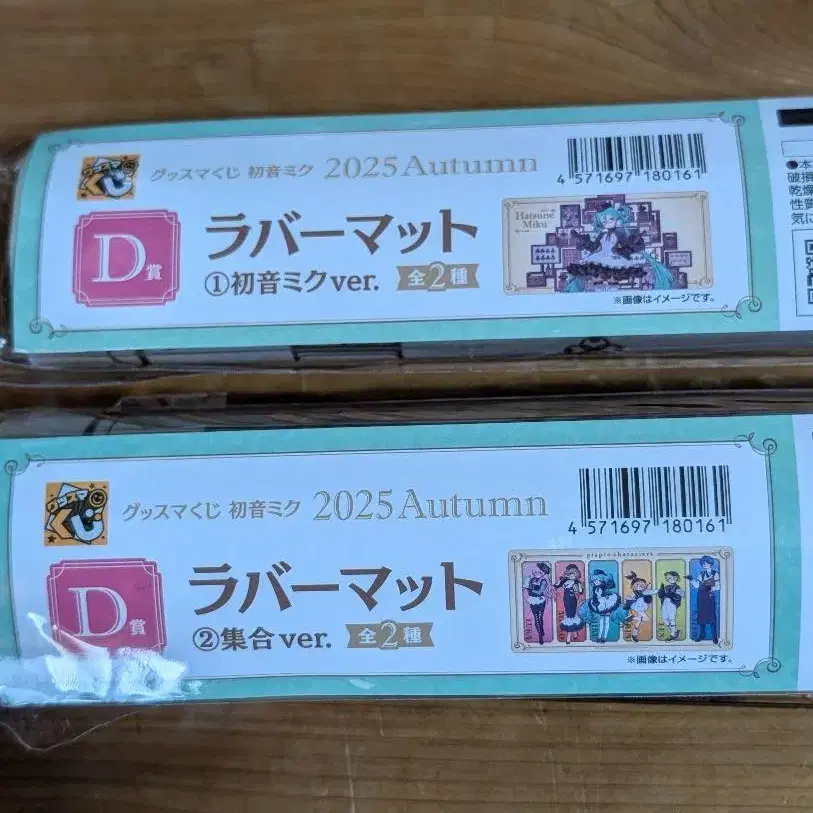 グッスマくじ 初音ミク 2025 Autumn
4 571697 180161
D賞
ラバーマット
①初音ミクver. 全2種
Hatsune
Miku
※画像はイメージです。
●本
破損
乾燥
性質
気に
グッスマくじ 初音ミク 2025 Autumn
4 571697 180161
D賞
ラバーマット
②集合ver. 全2種
piapro characters
※画像はイメージです。